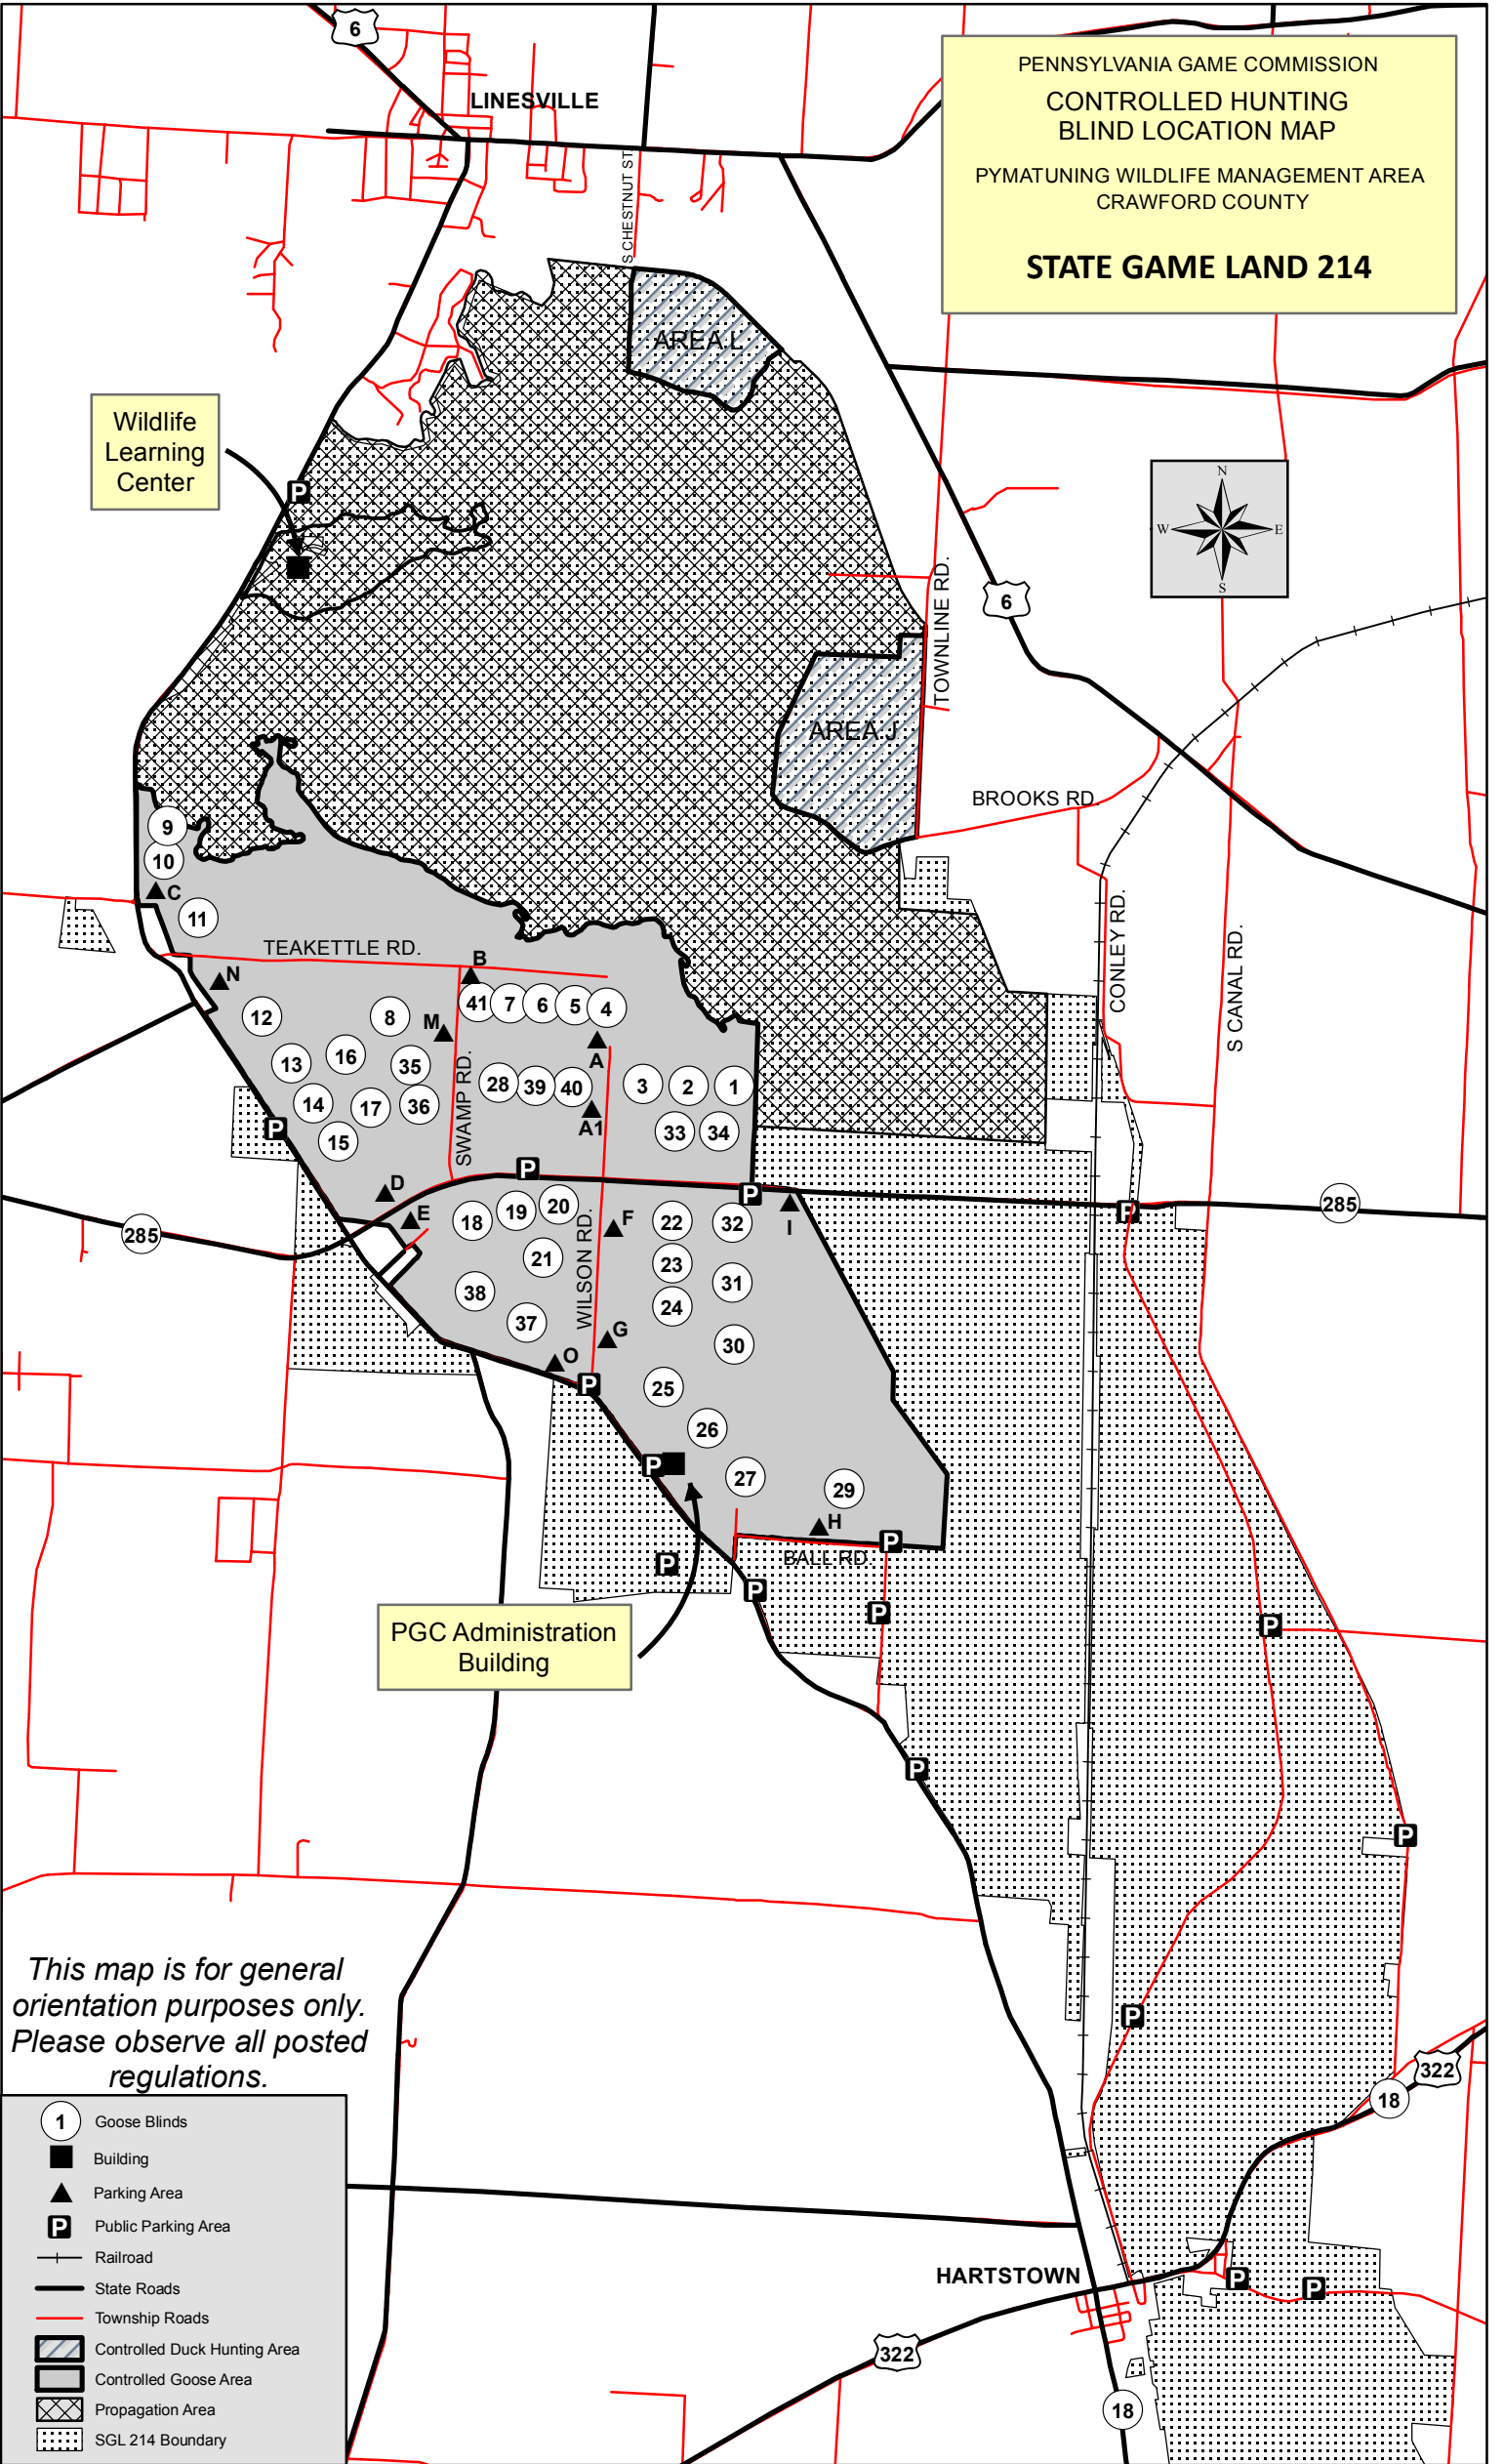 6
LINESVILLE
PENNSYLVANIA GAME COMMISSION
CONTROLLED HUNTING
BLIND LOCATION MAP
PYMATUNING WILDLIFE MANAGEMENT AREA
CRAWFORD COUNTY
STATE GAME LAND 214
S CHESTNUT ST
AREA L
Wildlife
Learning
Center
P
N
W
E
S
TOWNLINE RD.
6
AREA J
BROOKS RD.
9
10
C
11
CONLEY RD.
S CANAL RD.
TEAKETTLE RD.
B
N
41
7
6
5
4
12
8
M
A
13
16
35
SWAMP RD.
28
39
40
3
2
1
14
17
36
A1
P
15
33
34
P
D
P
I
P
285
E
18
19
20
WILSON RD.
F
22
32
285
21
23
31
38
24
37
G
30
O
P
25
26
P
27
29
H
P
BALL RD.
P
P
P
P
PGC Administration
Building
P
P
This map is for general
orientation purposes only.
Please observe all posted
regulations.
P
322
18
1 Goose Blinds
Building
Parking Area
P Public Parking Area
Railroad
State Roads
Township Roads
Controlled Duck Hunting Area
Controlled Goose Area
Propagation Area
SGL 214 Boundary
HARTSTOWN
P
P
322
18